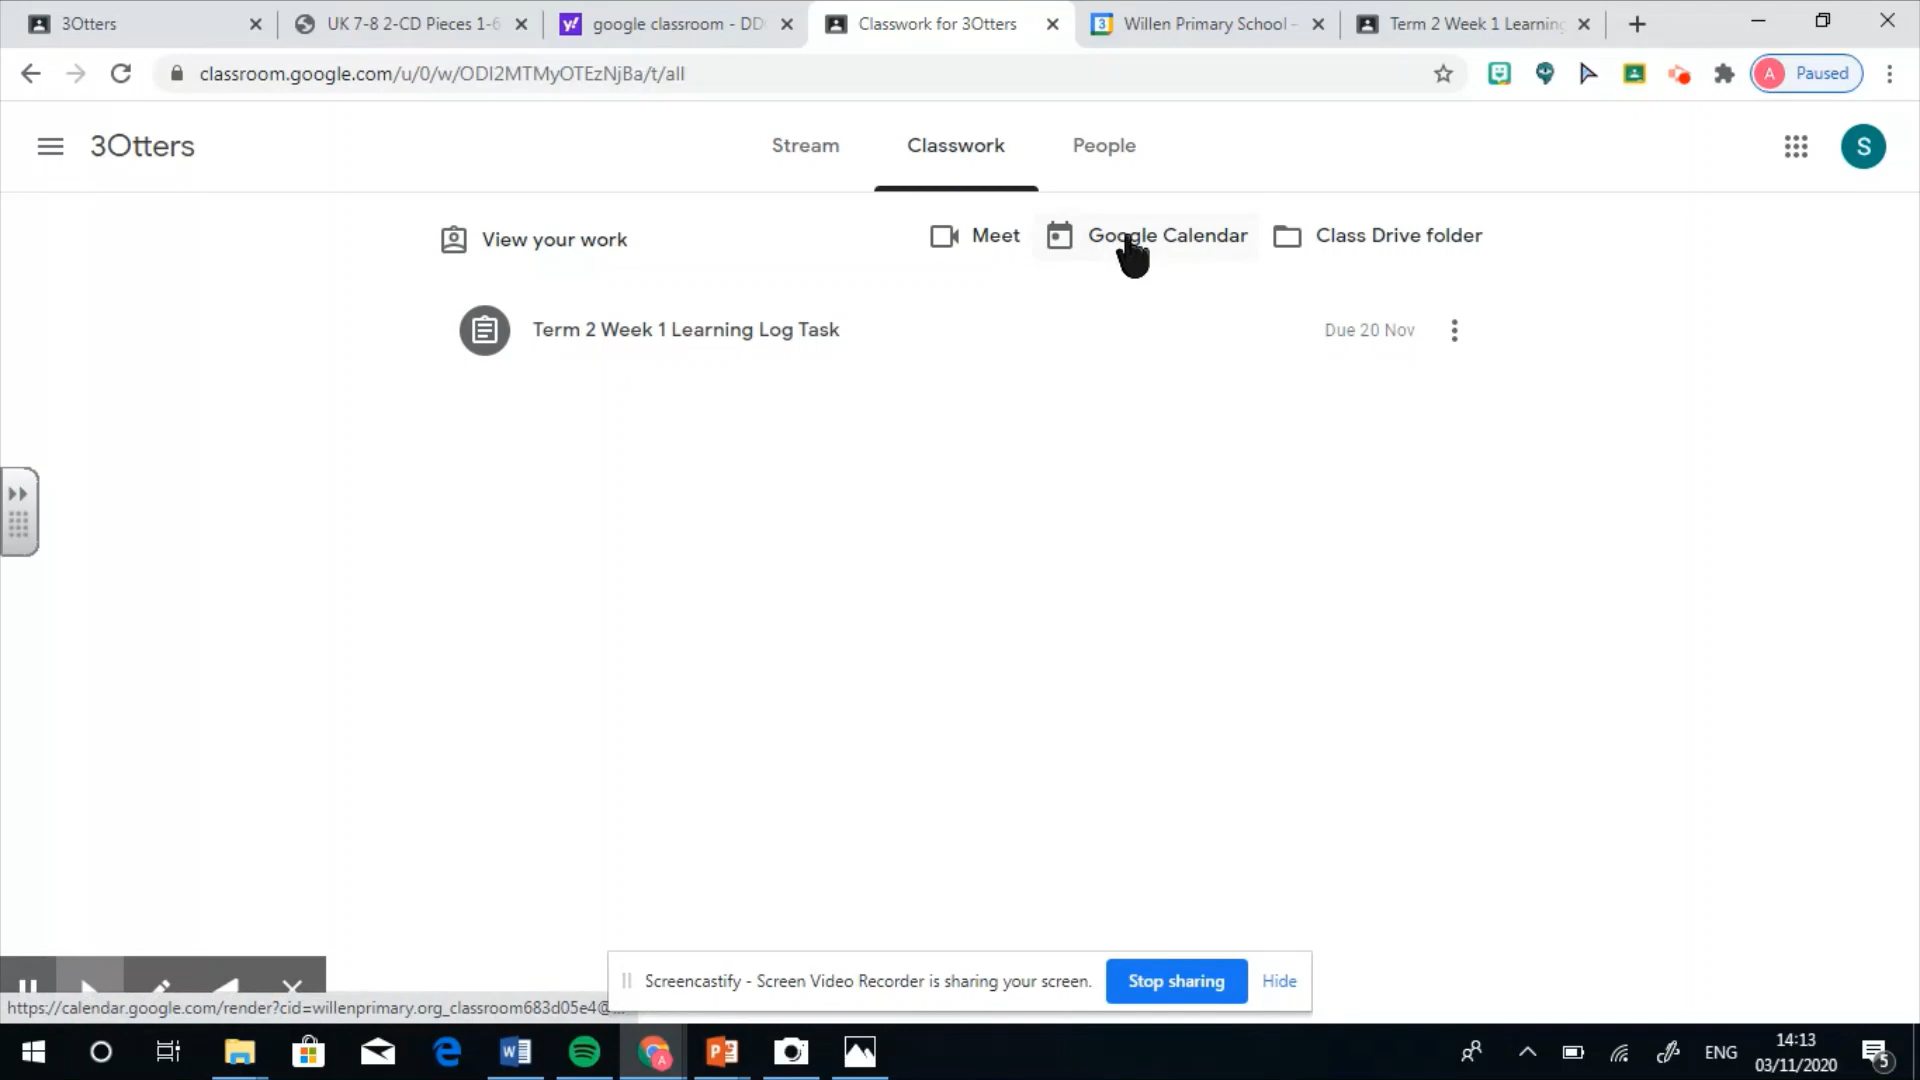 3Otters
UK 7-8 2-CD Pieces 1-6
google classroom - DD
Classwork for 3Otters
3
Willen Primary School -
Term 2 Week 1 Learning
classroom.google.com/u/0/w/ODI2MTMyOTEzNjBa/t/all
A
Paused
3Otters
Stream
Classwork
People
S
View your work
Meet
Google Calendar
Class Drive folder
Term 2 Week 1 Learning Log Task
Due 20 Nov
Screencastify - Screen Video Recorder is sharing your screen.
Stop sharing
Hide
https://calendar.google.com/render?cid=willenprimary.org_classroom683d05e4@...
ENG
14:13
03/11/2020
5